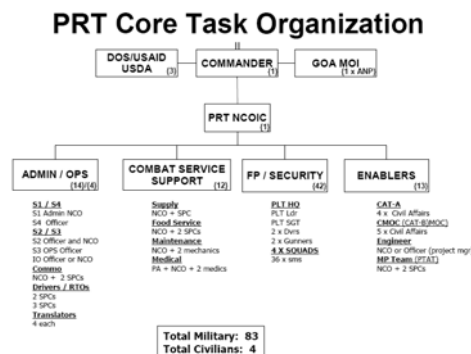 PRT Core Task Organization
DOS/USAID
USDA (3)
COMMANDER
(1)
GOA MOI
(1 x ANP)
PRT NCOIC
(1)
ADMIN / OPS
(14)/(4)
COMBAT SERVICE
SUPPORT (12)
FP / SECURITY
(42)
ENABLERS
(13)
S1 / S4
S1 Admin NCO
S4 Officer
S2 / S3
S2 Officer and NCO
S3 OPS Officer
IO Officer or NCO
Commo
NCO + 2 SPCs
Drivers / RTOs
2 SPCs
3 SPCs
Translators
4 each
Supply
NCO + SPC
Food Service
NCO + 2 SPCs
Maintenance
NCO + 2 mechanics
Medical
PA + NCO + 2 medics
PLT HQ
PLT Ldr
PLT SGT
2 x Dvrs
2 x Gunners
4 X SQUADS
36 x sms
CAT-A
4 x Civil Affairs
CMOC (CAT-B)MOC)
5 x Civil Affairs
Engineer
NCO or Officer (project mgr)
MP Team (PTAT)
NCO + 2 SPCs
Total Military: 83
Total Civilians: 4